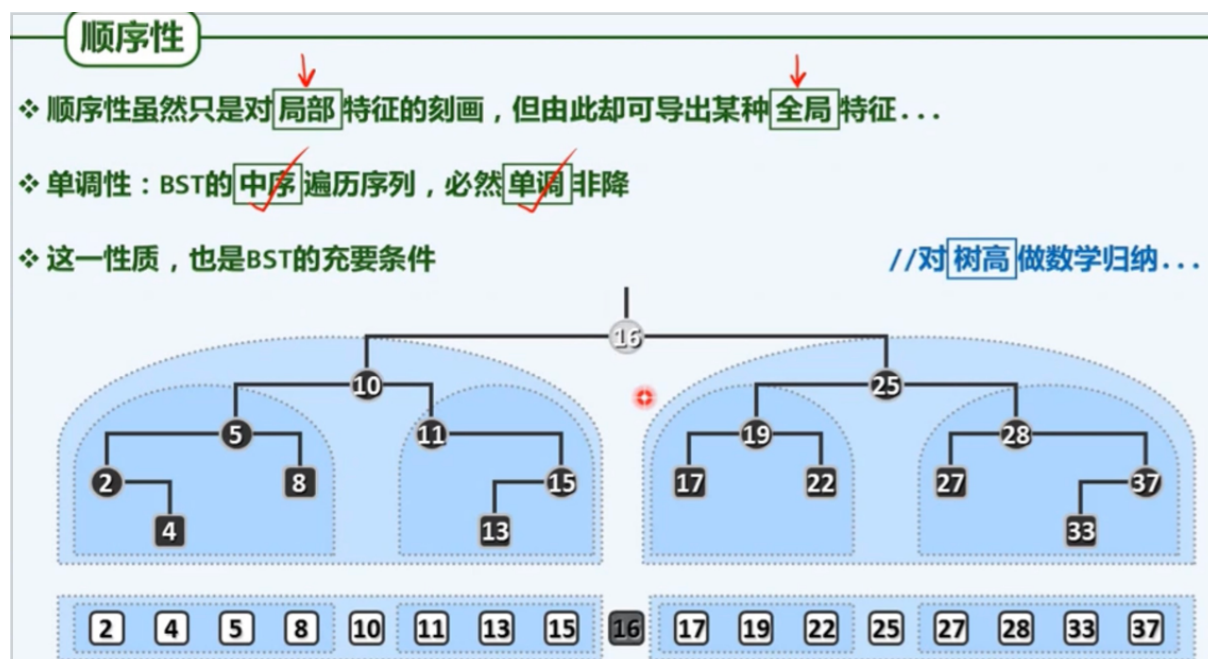 顺序性
❖ 顺序性虽然只是对局部特征的刻画，但由此却可导出某种全局特征...
❖ 单调性：BST的中序遍历序列，必然单调非降
❖ 这一性质，也是BST的充要条件 //对树高做数学归纳...
16
10 25
5 11 19 28
2 8 15 17 22 27 37
4 13 33
2 4 5 8 10 11 13 15 16 17 19 22 25 27 28 33 37